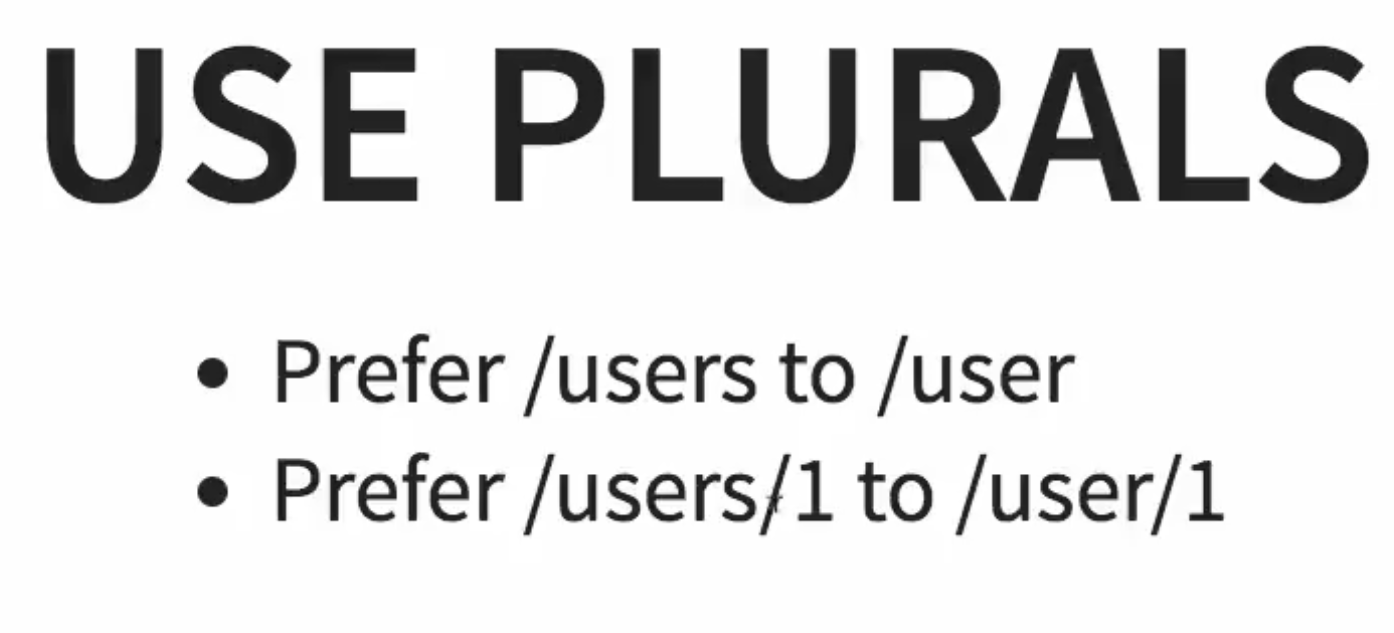 USE PLURALS
• Prefer /users to /user
• Prefer /users/1 to /user/1